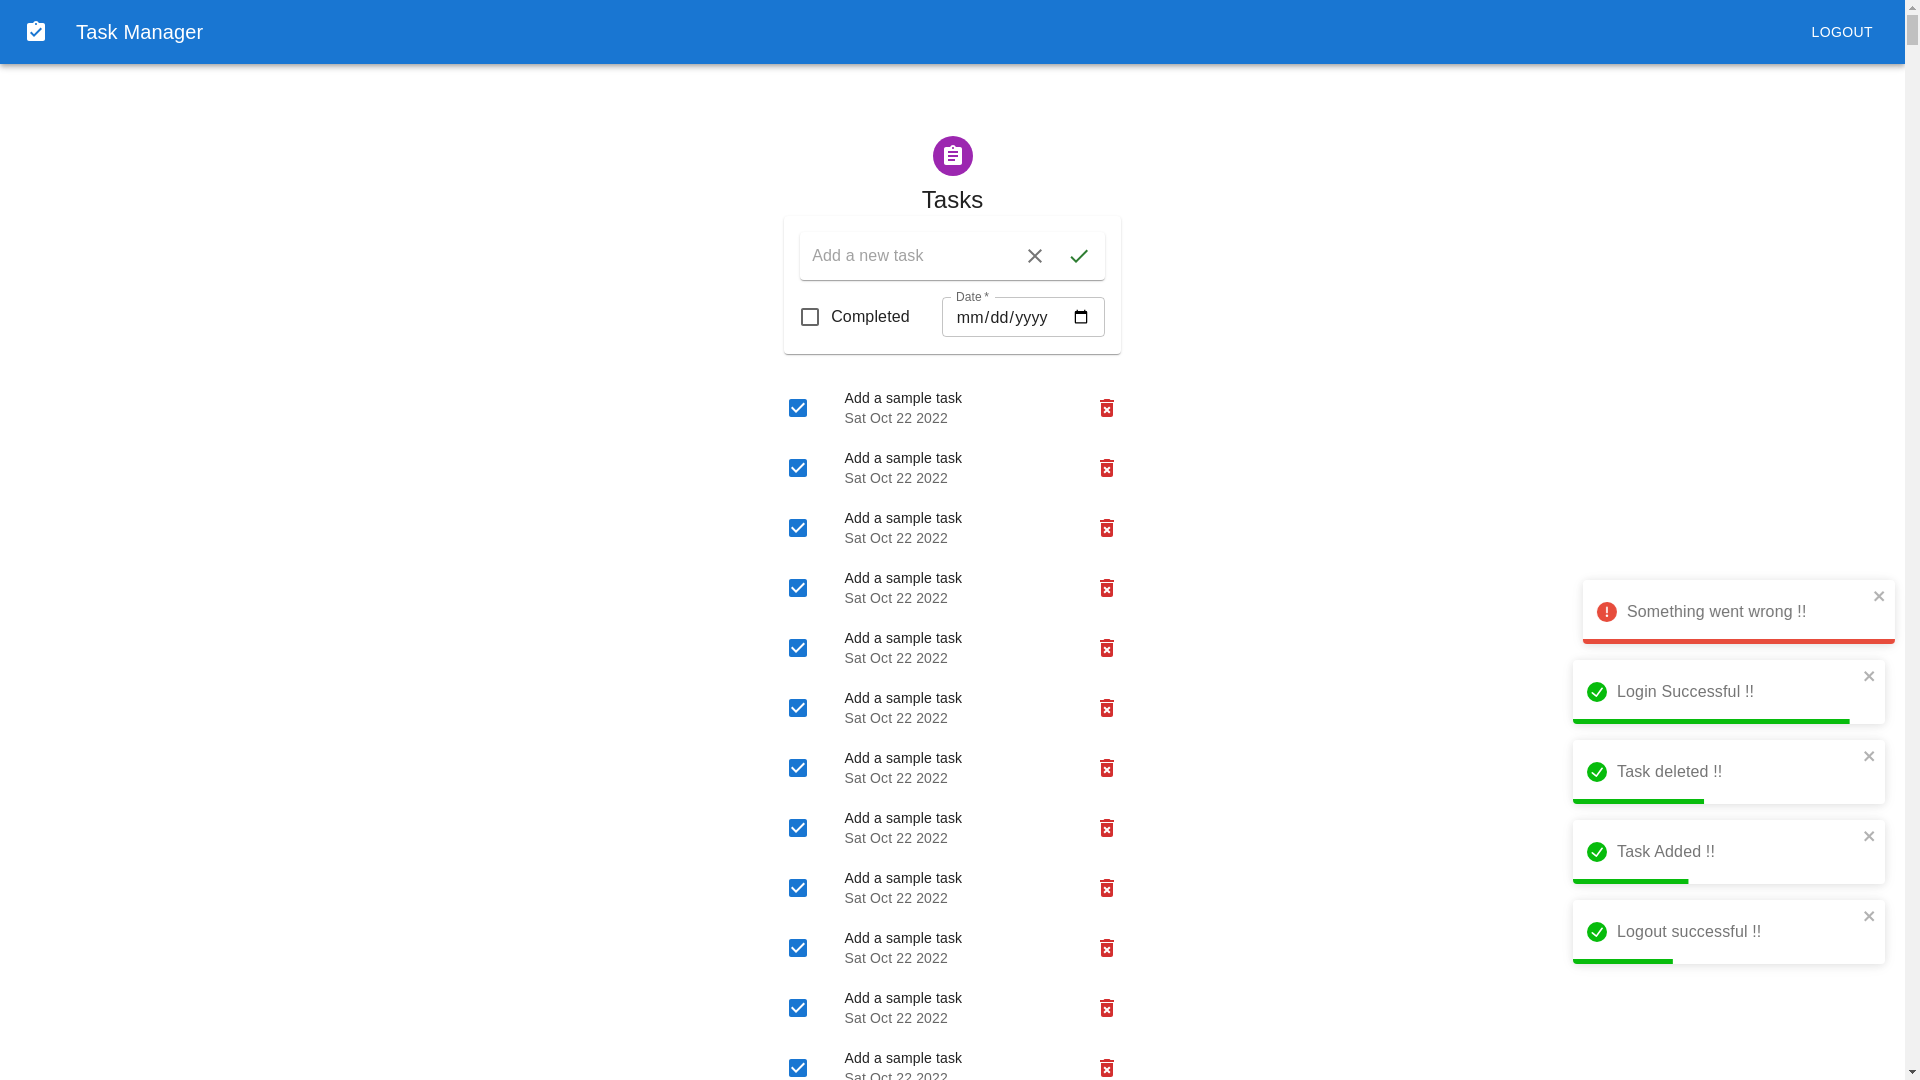 Task Manager
LOGOUT
Tasks
Add a new task
Completed
Date *
mm/dd/yyyy
Add a sample task
Sat Oct 22 2022
Add a sample task
Sat Oct 22 2022
Add a sample task
Sat Oct 22 2022
Add a sample task
Sat Oct 22 2022
Add a sample task
Sat Oct 22 2022
Add a sample task
Sat Oct 22 2022
Add a sample task
Sat Oct 22 2022
Add a sample task
Sat Oct 22 2022
Add a sample task
Sat Oct 22 2022
Add a sample task
Sat Oct 22 2022
Add a sample task
Sat Oct 22 2022
Add a sample task
Sat Oct 22 2022
Something went wrong !!
Login Successful !!
Task deleted !!
Task Added !!
Logout successful !!